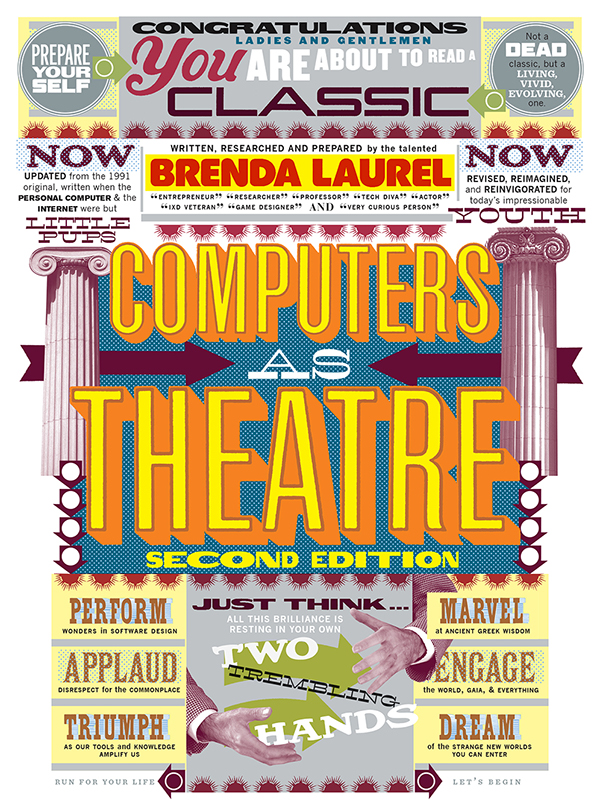 PREPARE
YOUR
SELF
CONGRATULATIONS
LADIES AND GENTLEMEN
You ARE ABOUT TO READ A
CLASSIC
Not a
DEAD
classic, but a
LIVING,
VIVID,
EVOLVING,
one.
NOW
UPDATED from the 1991
original, written when the
PERSONAL COMPUTER & the
INTERNET were but
LITTLE
PUPS
WRITTEN, RESEARCHED AND PREPARED by the talented
BRENDA LAUREL
“ENTREPRENEUR” “RESEARCHER” “PROFESSOR” “TECH DIVA” “ACTOR”
“IXD VETERAN” “GAME DESIGNER” AND “VERY CURIOUS PERSON”
NOW
REVISED, REIMAGINED,
and REINVIGORATED for
today's impressionable
YOUTH
COMPUTERS
AS
THEATRE
SECOND EDITION
PERFORM
WONDERS in SOFTWARE DESIGN
APPLAUD
DISRESPECT for the COMMONPLACE
TRIUMPH
AS OUR TOOLS and KNOWLEDGE
AMPLIFY US
JUST THINK...
ALL THIS BRILLIANCE IS
RESTING IN YOUR OWN
TWO
TREMBLING
HANDS
MARVEL
at ANCIENT GREEK WISDOM
ENGAGE
the WORLD, GAIA, & EVERYTHING
DREAM
of the STRANGE NEW WORLDS
YOU CAN ENTER
RUN FOR YOUR LIFE
LET'S BEGIN